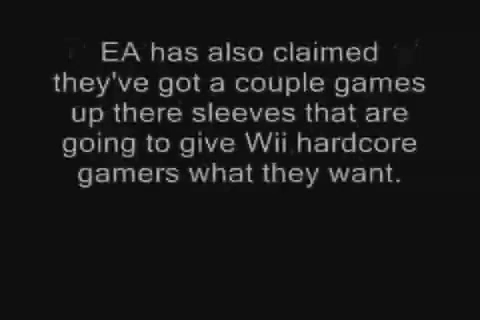 EA has also claimed
they've got a couple games
up there sleeves that are
going to give Wii hardcore
gamers what they want.